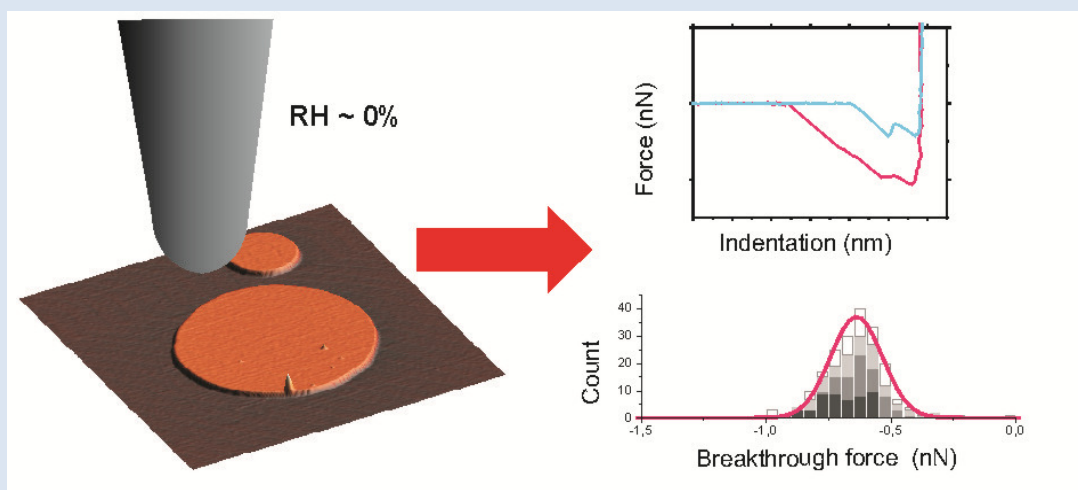 RH ~ 0%
Force (nN)
Indentation (nm)
Count
40
30
20
10
0
-1,5
-1,0
-0,5
0,0
Breakthrough force (nN)